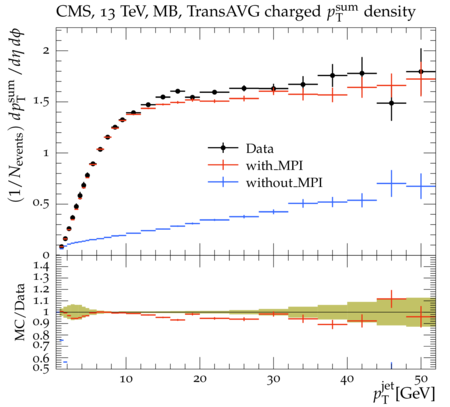 CMS, 13 TeV, MB, TransAVG charged p_T^sum density
(1/N_events) dp_T^sum / dη dφ
2
1.5
1
0.5
0
Data
with_MPI
without_MPI
MC/Data
1.4
1.3
1.2
1.1
1
0.9
0.8
0.7
0.6
0.5
10 20 30 40 50
p_T^jet [GeV]